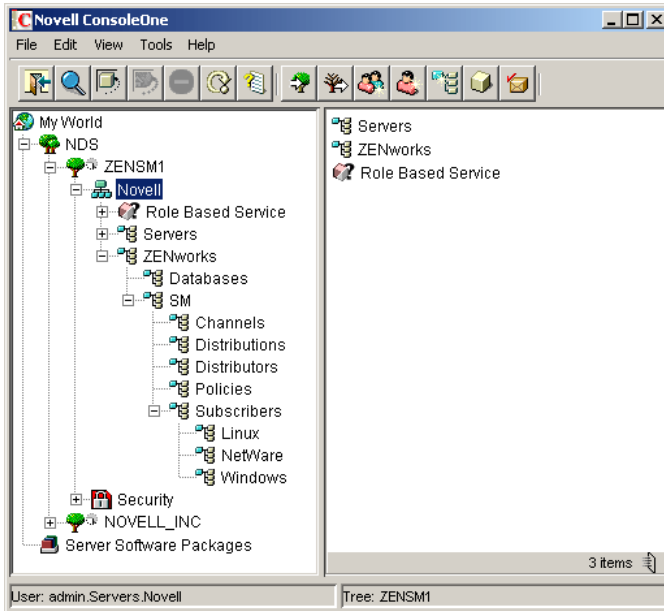 Novell ConsoleOne
File Edit View Tools Help
My World
NDS
ZENSM1
Novell
Role Based Service
Servers
ZENworks
Databases
SM
Channels
Distributions
Distributors
Policies
Subscribers
Linux
NetWare
Windows
Security
NOVELL_INC
Server Software Packages
Servers
ZENworks
Role Based Service
3 items
User: admin.Servers.Novell
Tree: ZENSM1